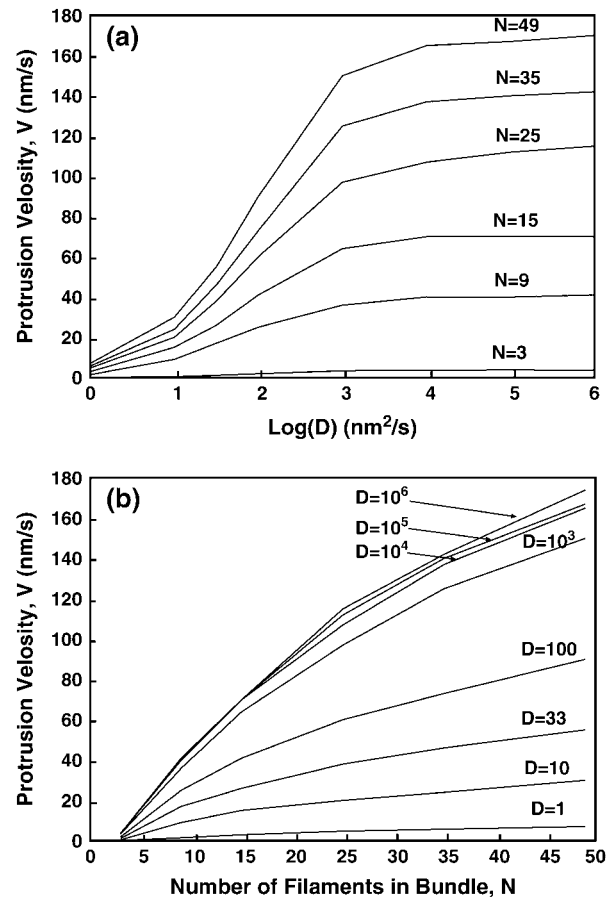 (a)
180
160
140
120
100
80
60
40
20
0
Protrusion Velosity, V (nm/s)
N=49
N=35
N=25
N=15
N=9
N=3
0 1 2 3 4 5 6
Log(D) (nm²/s)
(b)
180
160
140
120
100
80
60
40
20
0
Protrusion Velosity, V (nm/s)
D=10⁶
D=10⁵
D=10⁴
D=10³
D=100
D=33
D=10
D=1
0 5 10 15 20 25 30 35 40 45 50
Number of Filaments in Bundle, N